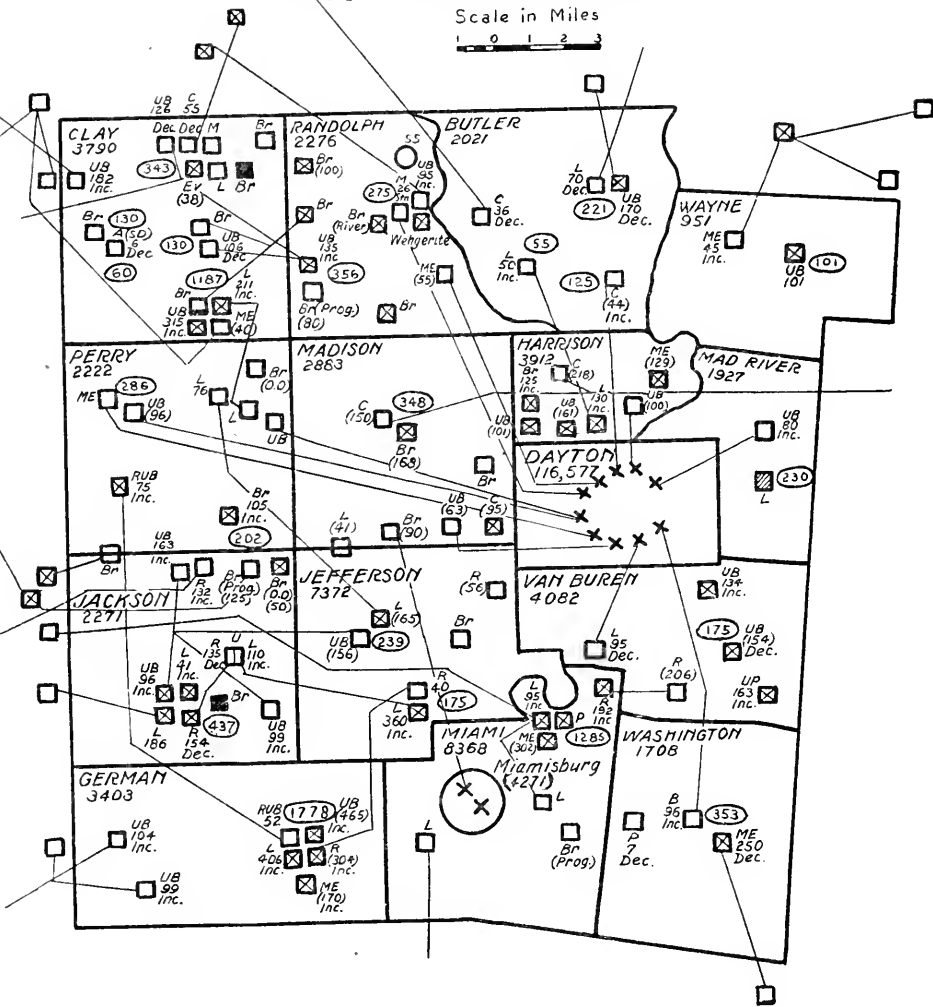 Scale in Miles
1 0 1 2 3
CLAY
3790
UB
126
Dec
C
55
Dec
M
Br
UB
182
Inc.
343
Ev
(38)
L
Br
Br
130
A(SD)
6
Dec
60
Br
130
UB
106
Dec
1187
L
211
Inc.
Br
UB
315
Inc.
ME
(40)
RANDOLPH
2276
Br
(100)
55
UB
95
Inc.
M
26
Sm
275
Br
(River)
Wengerite
Br
UB
135
Inc.
356
Br (Prog.)
(80)
ME
(55)
Br
BUTLER
2021
C
36
Dec.
L
70
Dec.
221
UB
170
Dec.
55
L
50
Inc.
125
C
(44)
Inc.
WAYNE
951
ME
45
Inc.
UB
101
101
PERRY
2222
ME
286
UB
(96)
L
76
Br
(O.O)
L
UB
RUB
75
Inc.
Br
105
Inc.
202
MADISON
2883
C
(150)
348
Br
(168)
Br
L
(41)
Br
(90)
UB
(63)
C
(95)
HARRISON
3912
Br
125
Inc.
C
(218)
ME
(129)
UB
(101)
UB
(161)
L
130
Inc.
UB
(100)
MAD RIVER
1927
UB
80
Inc.
230
L
DAYTON
116,577
JACKSON
2271
Br
UB
163
Inc.
R
132
Inc.
Br
(Prog.)
(125)
Br
(O.O)
(50)
UB
96
Inc.
L
41
Inc.
R
135
Dec.
U
L
110
Inc.
L
186
R
154
Dec.
437
Br
UB
99
Inc.
JEFFERSON
7372
L
(165)
R
(56)
UB
(156)
239
Br
R
40
175
L
360
Inc.
VAN BUREN
4082
UB
134
Inc.
L
95
Dec.
175
UB
(154)
Dec.
R
(206)
UP
163
Inc.
GERMAN
3403
UB
104
Inc.
UB
99
Inc.
RUB
52
1778
UB
(465)
Inc.
L
406
Inc.
R
(304)
Inc.
ME
(170)
Inc.
MIAMI
8368
L
95
Inc
P
R
192
Inc
ME
(302)
1285
Miamisburg
(4271)
L
L
Br
(Prog.)
WASHINGTON
1708
P
7
Dec.
B
96
Inc.
353
ME
250
Dec.